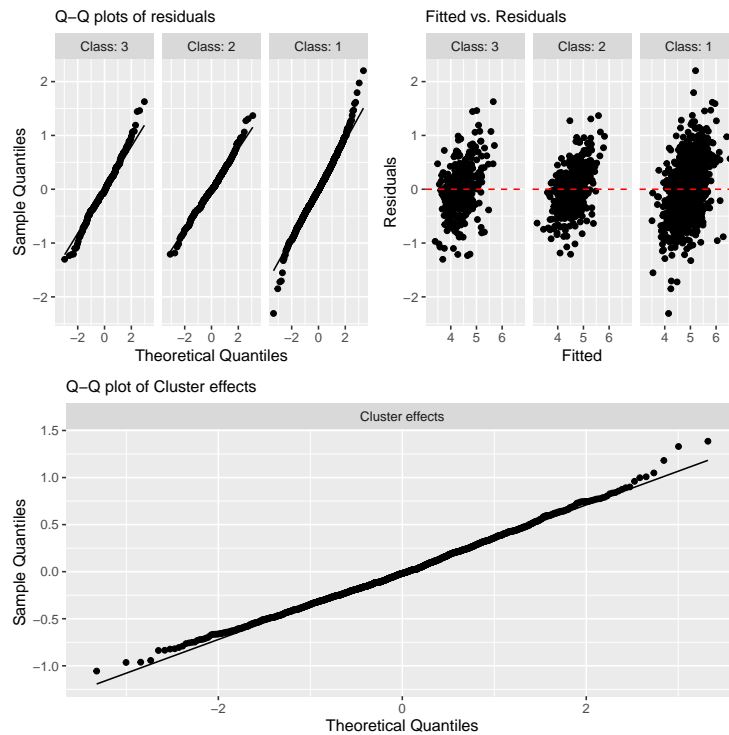 Q−Q plots of residuals
Class: 3 Class: 2 Class: 1
2
1
0
−1
−2
Sample Quantiles
−2 0 2 −2 0 2 −2 0 2
Theoretical Quantiles
Fitted vs. Residuals
Class: 3 Class: 2 Class: 1
2
1
0
−1
−2
Residuals
4 5 6 4 5 6 4 5 6
Fitted
Q−Q plot of Cluster effects
Cluster effects
1.5
1.0
0.5
0.0
−0.5
−1.0
Sample Quantiles
−2 0 2
Theoretical Quantiles